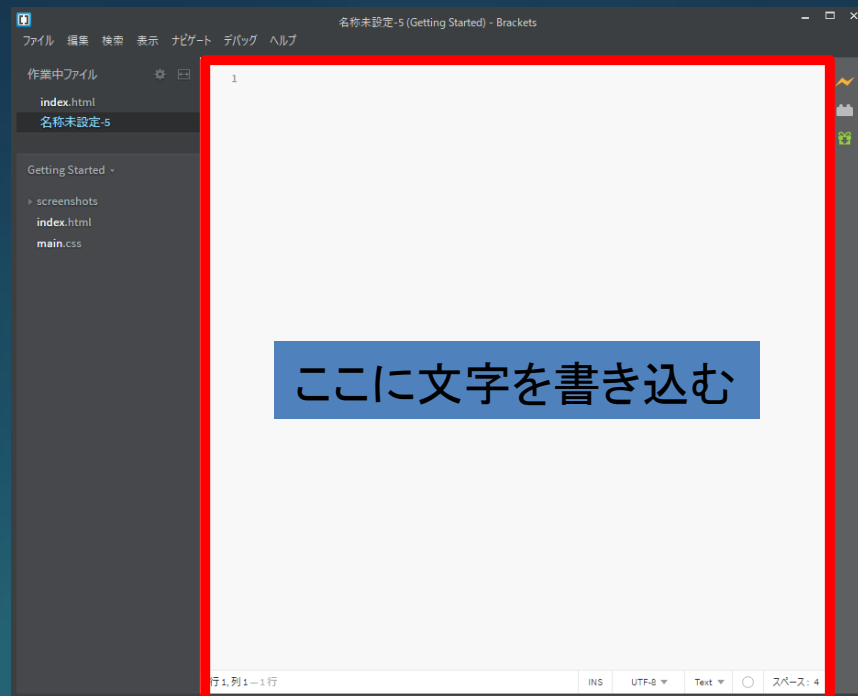 名称未設定-5 (Getting Started) - Brackets
ファイル 編集 検索 表示 ナビゲート デバッグ ヘルプ
作業中ファイル
index.html
名称未設定-5
Getting Started
screenshots
index.html
main.css
1
ここに文字を書き込む
行 1, 列 1 — 1 行 INS UTF-8 Text スペース: 4